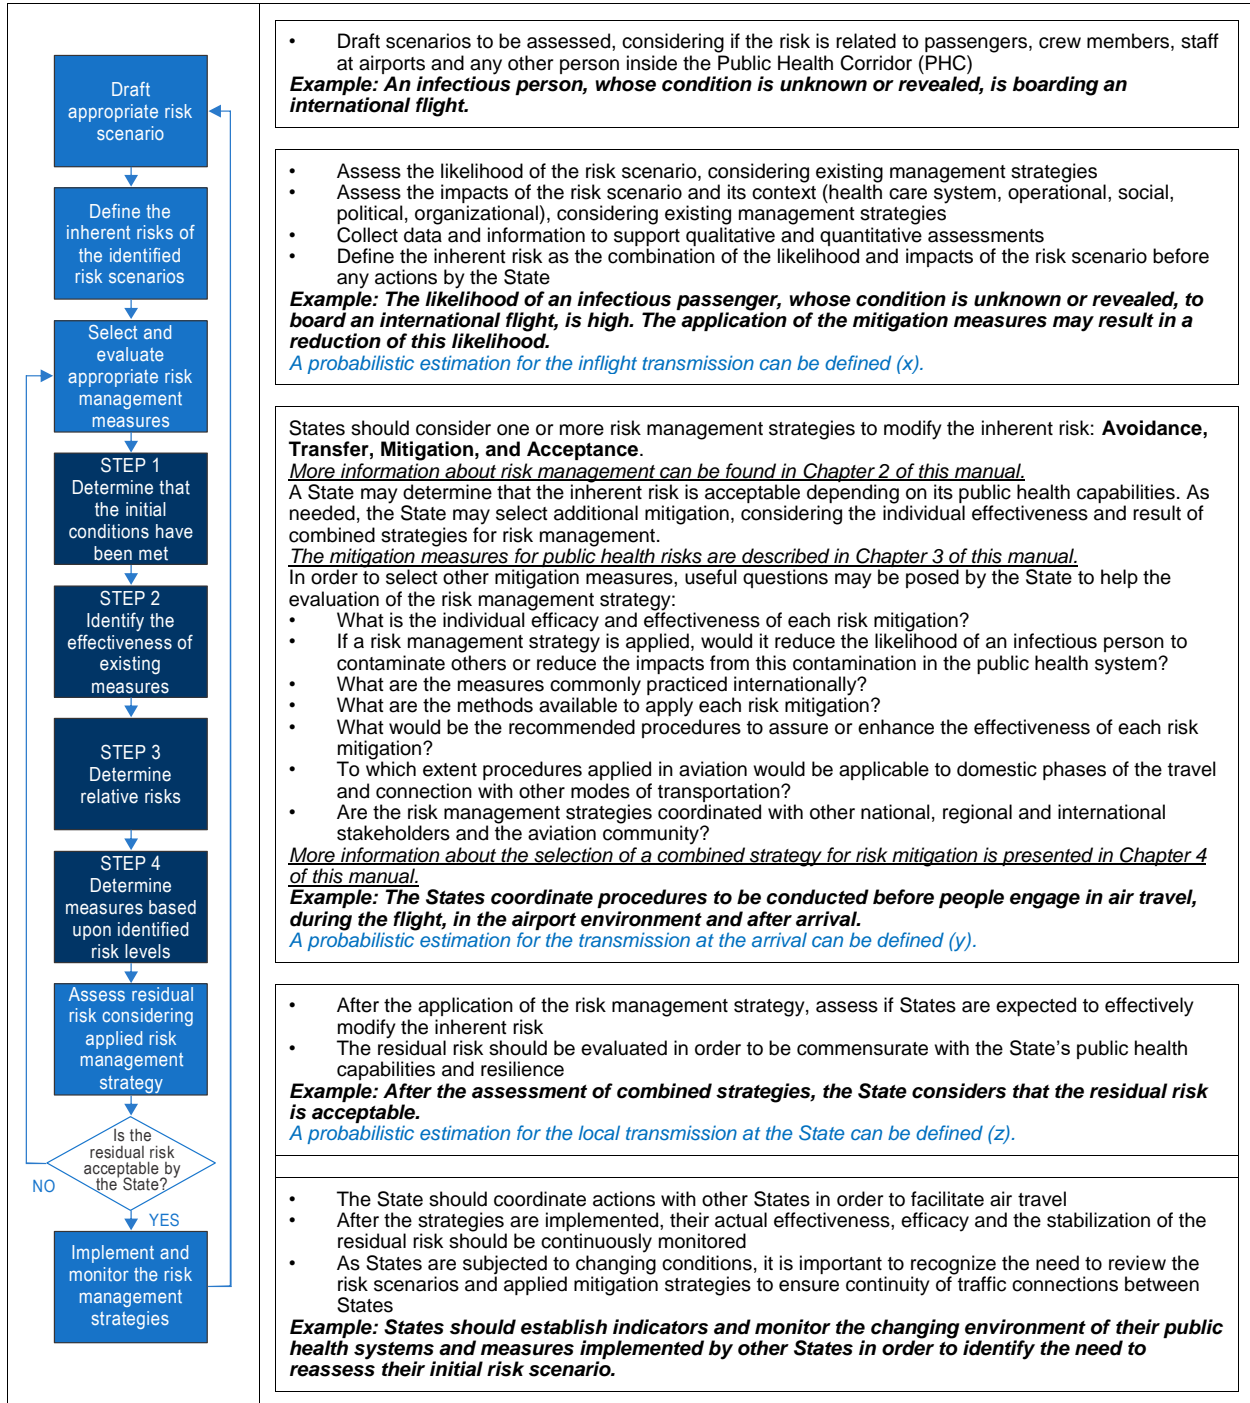 Draft
appropriate risk
scenario
Define the
inherent risks of
the identified
risk scenarios
Select and
evaluate
appropriate risk
management
measures
STEP 1
Determine that
the initial
conditions have
been met
STEP 2
Identify the
effectiveness of
existing
measures
STEP 3
Determine
relative risks
STEP 4
Determine
measures based
upon identified
risk levels
Assess residual
risk considering
applied risk
management
strategy
Is the
residual risk
acceptable by
the State?
NO
YES
Implement and
monitor the risk
management
strategies
• Draft scenarios to be assessed, considering if the risk is related to passengers, crew members, staff
at airports and any other person inside the Public Health Corridor (PHC)
Example: An infectious person, whose condition is unknown or revealed, is boarding an
international flight.
• Assess the likelihood of the risk scenario, considering existing management strategies
• Assess the impacts of the risk scenario and its context (health care system, operational, social,
political, organizational), considering existing management strategies
• Collect data and information to support qualitative and quantitative assessments
• Define the inherent risk as the combination of the likelihood and impacts of the risk scenario before
any actions by the State
Example: The likelihood of an infectious passenger, whose condition is unknown or revealed, to
board an international flight, is high. The application of the mitigation measures may result in a
reduction of this likelihood.
A probabilistic estimation for the inflight transmission can be defined (x).
States should consider one or more risk management strategies to modify the inherent risk: Avoidance,
Transfer, Mitigation, and Acceptance.
More information about risk management can be found in Chapter 2 of this manual.
A State may determine that the inherent risk is acceptable depending on its public health capabilities. As
needed, the State may select additional mitigation, considering the individual effectiveness and result of
combined strategies for risk management.
The mitigation measures for public health risks are described in Chapter 3 of this manual.
In order to select other mitigation measures, useful questions may be posed by the State to help the
evaluation of the risk management strategy:
• What is the individual efficacy and effectiveness of each risk mitigation?
• If a risk management strategy is applied, would it reduce the likelihood of an infectious person to
contaminate others or reduce the impacts from this contamination in the public health system?
• What are the measures commonly practiced internationally?
• What are the methods available to apply each risk mitigation?
• What would be the recommended procedures to assure or enhance the effectiveness of each risk
mitigation?
• To which extent procedures applied in aviation would be applicable to domestic phases of the travel
and connection with other modes of transportation?
• Are the risk management strategies coordinated with other national, regional and international
stakeholders and the aviation community?
More information about the selection of a combined strategy for risk mitigation is presented in Chapter 4
of this manual.
Example: The States coordinate procedures to be conducted before people engage in air travel,
during the flight, in the airport environment and after arrival.
A probabilistic estimation for the transmission at the arrival can be defined (y).
• After the application of the risk management strategy, assess if States are expected to effectively
modify the inherent risk
• The residual risk should be evaluated in order to be commensurate with the State's public health
capabilities and resilience
Example: After the assessment of combined strategies, the State considers that the residual risk
is acceptable.
A probabilistic estimation for the local transmission at the State can be defined (z).
• The State should coordinate actions with other States in order to facilitate air travel
• After the strategies are implemented, their actual effectiveness, efficacy and the stabilization of the
residual risk should be continuously monitored
• As States are subjected to changing conditions, it is important to recognize the need to review the
risk scenarios and applied mitigation strategies to ensure continuity of traffic connections between
States
Example: States should establish indicators and monitor the changing environment of their public
health systems and measures implemented by other States in order to identify the need to
reassess their initial risk scenario.